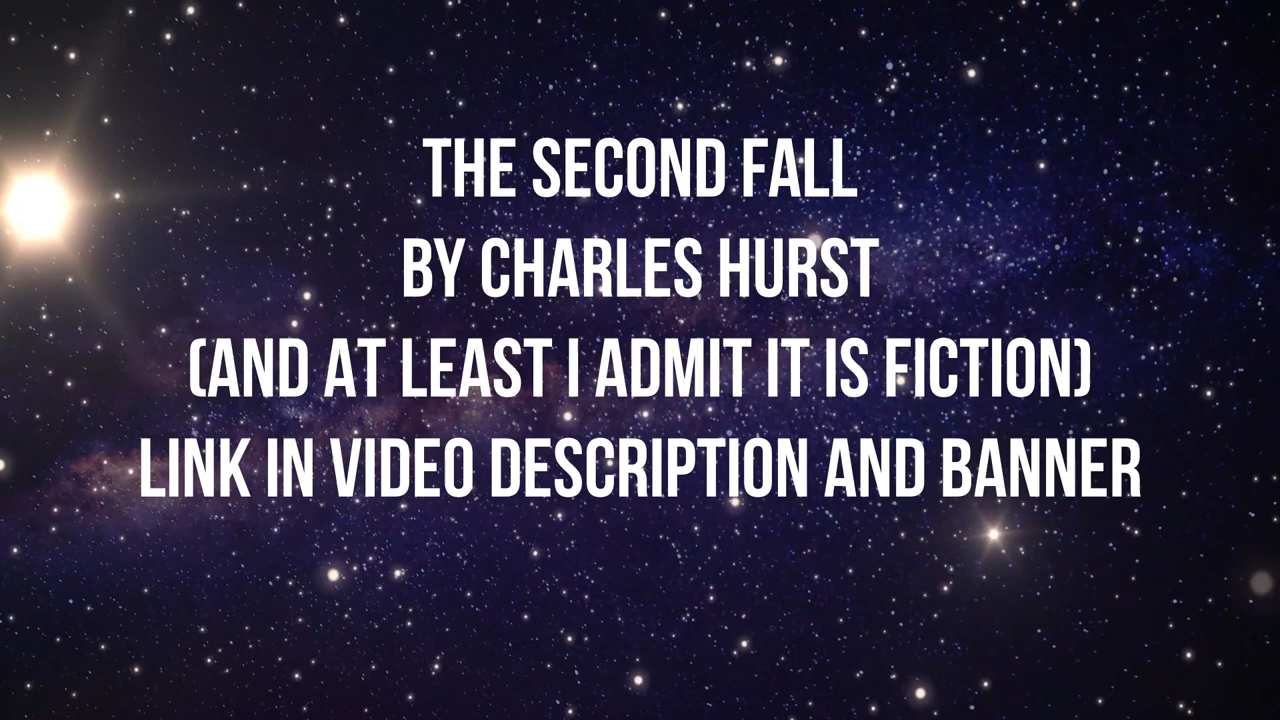 THE SECOND FALL
BY CHARLES HURST
(AND AT LEAST I ADMIT IT IS FICTION)
LINK IN VIDEO DESCRIPTION AND BANNER